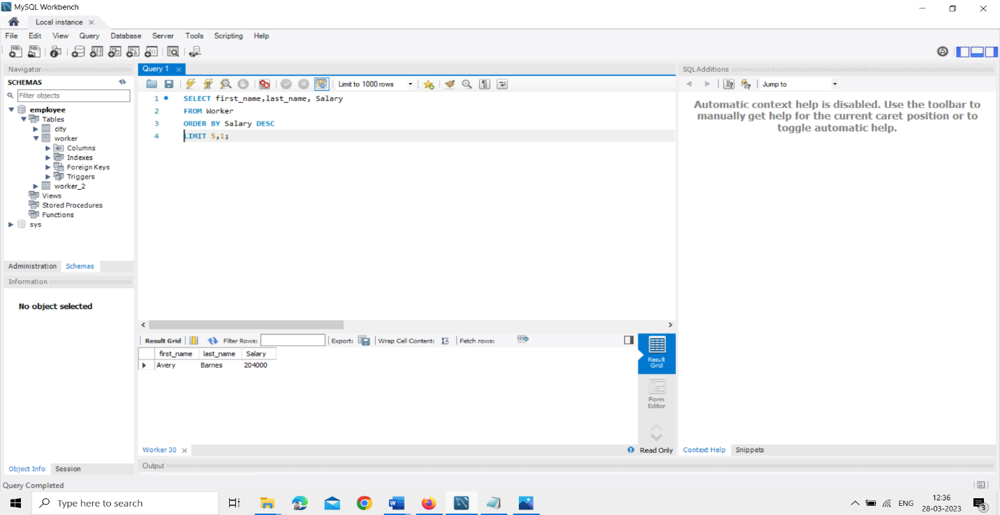 MySQL Workbench
Local instance
File Edit View Query Database Server Tools Scripting Help
Navigator
SCHEMAS
Filter objects
employee
Tables
city
worker
Columns
Indexes
Foreign Keys
Triggers
worker_2
Views
Stored Procedures
Functions
sys
Administration Schemas
Information
No object selected
Object Info Session
Query 1
Limit to 1000 rows
1 SELECT first_name,last_name, Salary
2 FROM Worker
3 ORDER BY Salary DESC
4 LIMIT 5,1;
Result Grid Filter Rows: Export: Wrap Cell Content: Fetch rows:
first_name last_name Salary
Avery Barnes 204000
Result
Grid
Form
Editor
Worker 30 Read Only
Output
SQLAdditions
Jump to
Automatic context help is disabled. Use the toolbar to
manually get help for the current caret position or to
toggle automatic help.
Context Help Snippets
Query Completed
Type here to search
ENG
12:36
28-03-2023
3